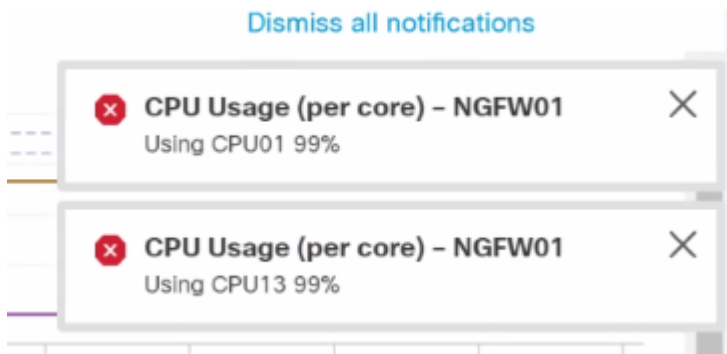 Dismiss all notifications
CPU Usage (per core) – NGFW01
Using CPU01 99%
CPU Usage (per core) – NGFW01
Using CPU13 99%